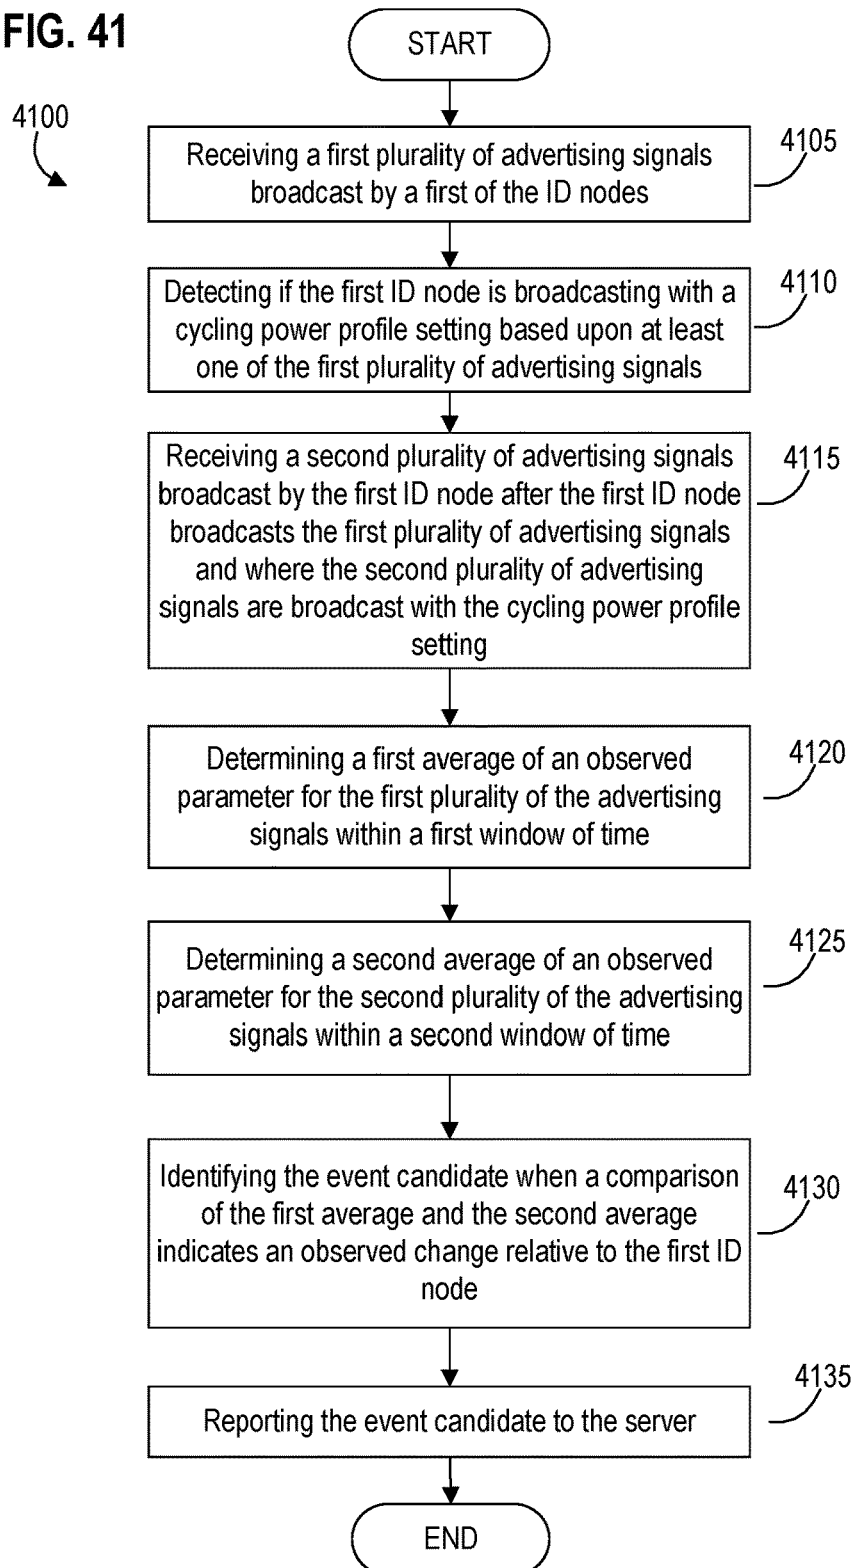 FIG. 41
START
4100
4105
Receiving a first plurality of advertising signals
broadcast by a first of the ID nodes
4110
Detecting if the first ID node is broadcasting with a
cycling power profile setting based upon at least
one of the first plurality of advertising signals
4115
Receiving a second plurality of advertising signals
broadcast by the first ID node after the first ID node
broadcasts the first plurality of advertising signals
and where the second plurality of advertising
signals are broadcast with the cycling power profile
setting
4120
Determining a first average of an observed
parameter for the first plurality of the advertising
signals within a first window of time
4125
Determining a second average of an observed
parameter for the second plurality of the advertising
signals within a second window of time
4130
Identifying the event candidate when a comparison
of the first average and the second average
indicates an observed change relative to the first ID
node
4135
Reporting the event candidate to the server
END